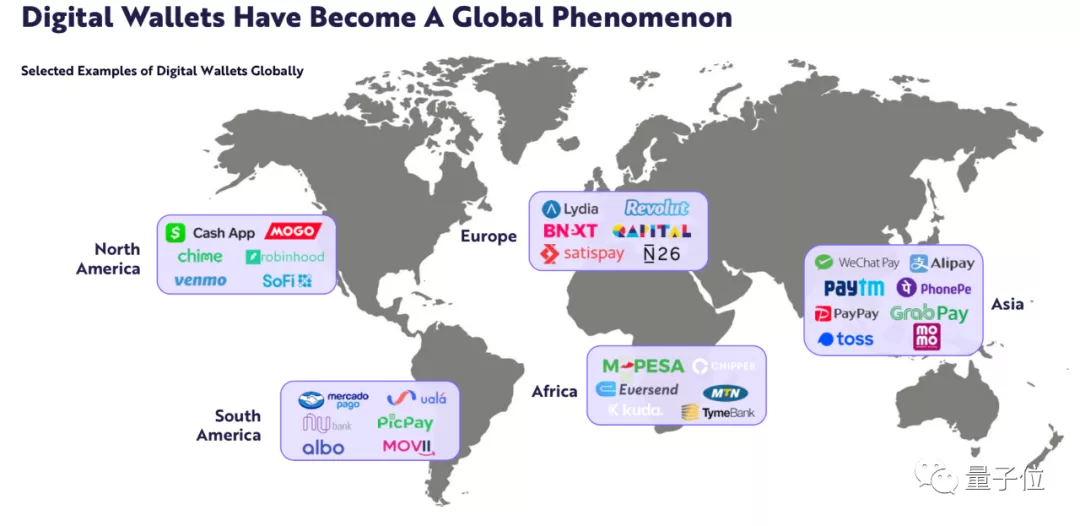 Digital Wallets Have Become A Global Phenomenon
Selected Examples of Digital Wallets Globally
North
America
Cash App MOGO
chime robinhood
venmo SoFi
Europe
Lydia Revolut
BNEXT QAPITAL
satispay N26
Asia
WeChat Pay 支 Alipay
paytm पे PhonePe
PayPay GrabPay
toss mo mo
Africa
M-PESA CHIPPER
Eversend MTN
K kuda. TymeBank
South
America
mercado pago ualá
nu bank PicPay
albo MOVII
量子位